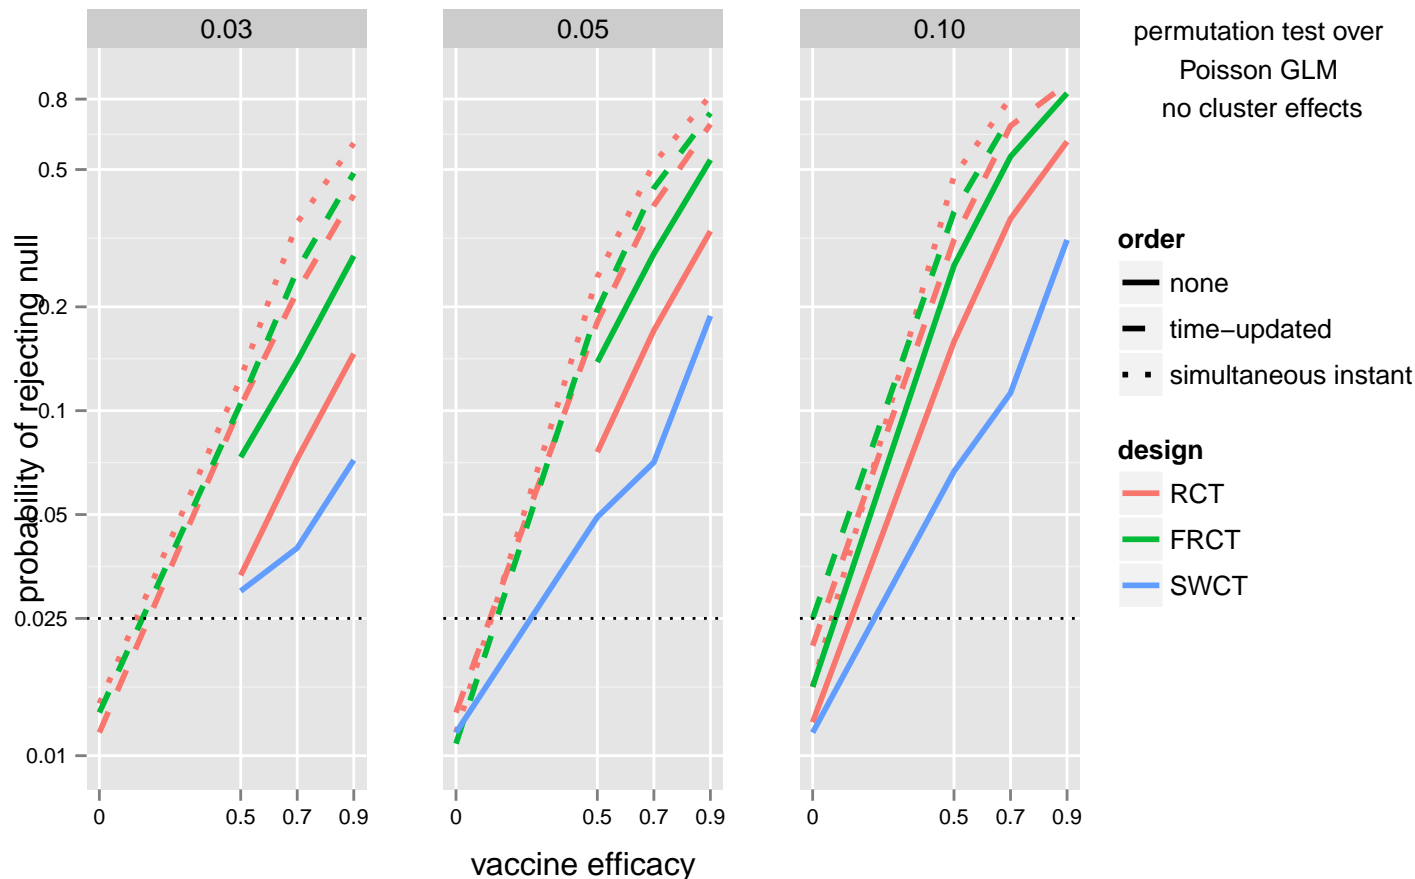 0.03
0.05
0.10
permutation test over
Poisson GLM
no cluster effects
probability of rejecting null
0.8
0.5
0.2
0.1
0.05
0.025
0.01
0
0.5
0.7
0.9
0
0.5
0.7
0.9
0
0.5
0.7
0.9
vaccine efficacy
order
none
time−updated
simultaneous instant
design
RCT
FRCT
SWCT